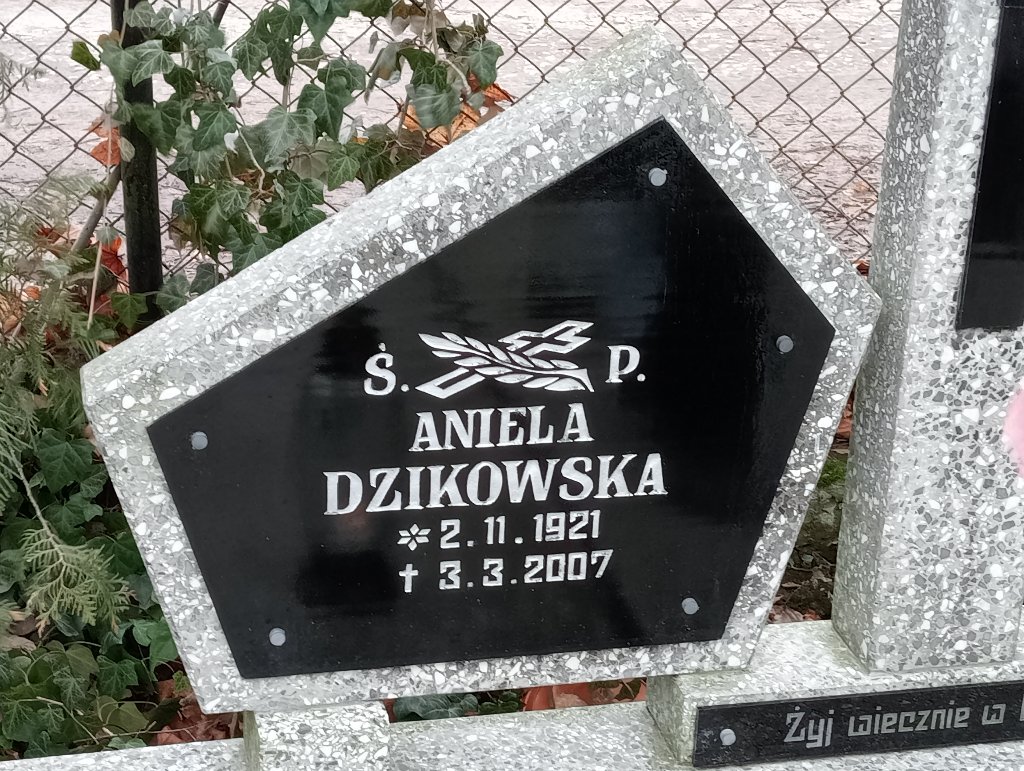 Ś. P.
ANIELA
DZIKOWSKA
* 2.11.1921
† 3.3.2007
Żyj wiecznie w